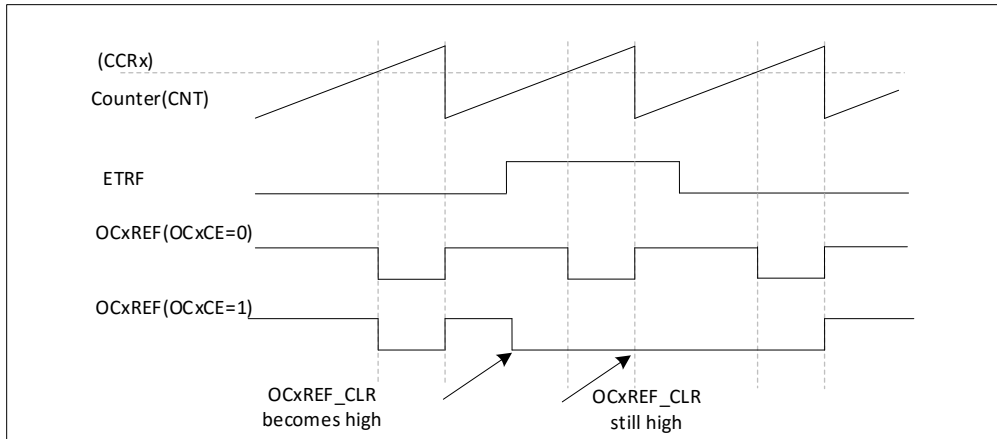 (CCRx)
Counter(CNT)
ETRF
OCxREF(OCxCE=0)
OCxREF(OCxCE=1)
OCxREF_CLR
becomes high
OCxREF_CLR
still high